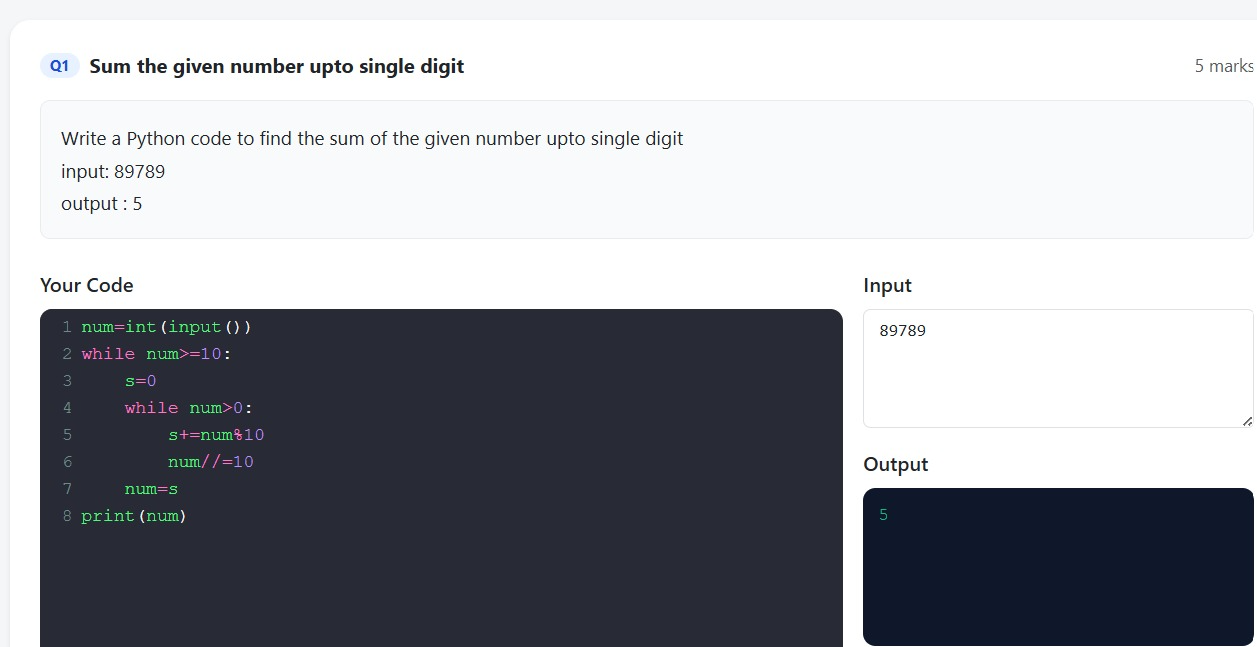 Q1 Sum the given number upto single digit 5 marks
Write a Python code to find the sum of the given number upto single digit
input: 89789
output : 5
Your Code
1 num=int(input())
2 while num>=10:
3     s=0
4     while num>0:
5         s+=num%10
6         num//=10
7     num=s
8 print(num)
Input
89789
Output
5